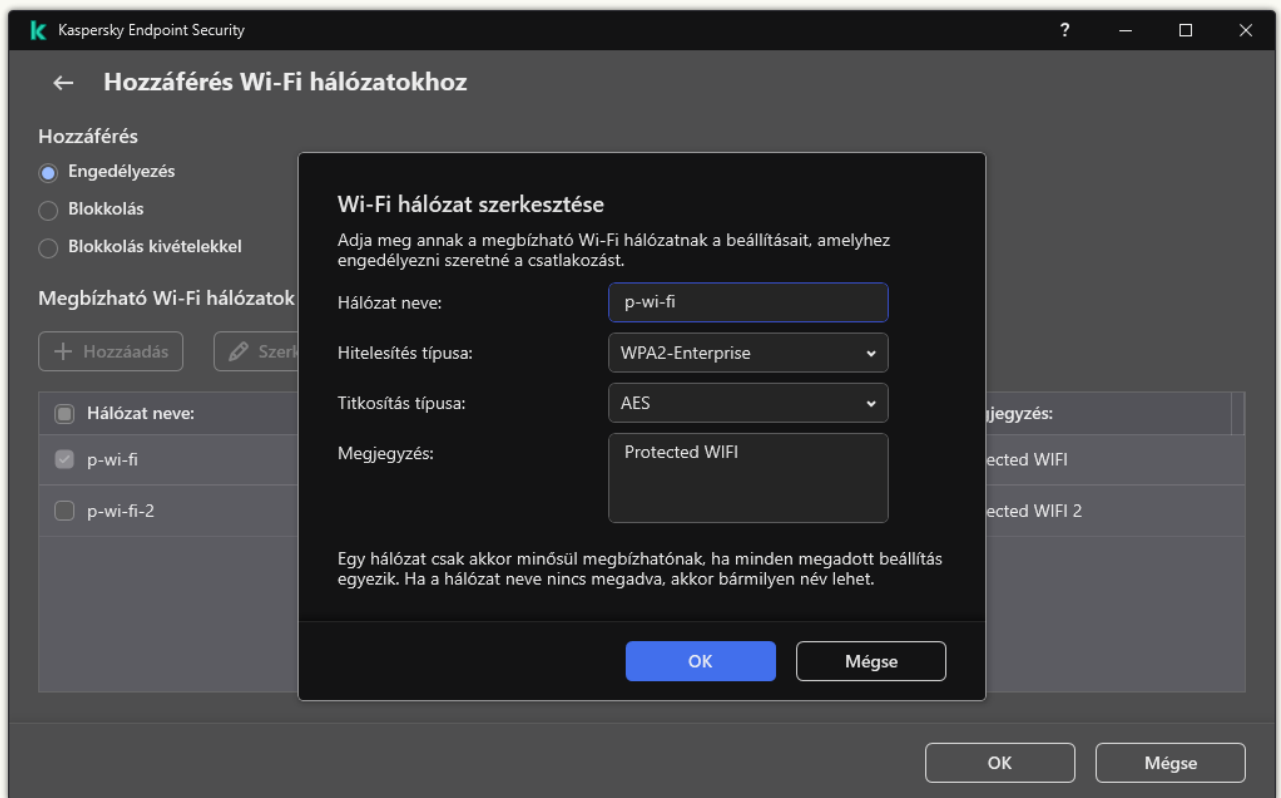 Kaspersky Endpoint Security
?
Hozzáférés Wi-Fi hálózatokhoz
Hozzáférés
Engedélyezés
Blokkolás
Blokkolás kivételekkel
Megbízható Wi-Fi hálózatok
Hozzáadás
Hálózat neve:
p-wi-fi
p-wi-fi-2
Wi-Fi hálózat szerkesztése
Adja meg annak a megbízható Wi-Fi hálózatnak a beállításait, amelyhez
engedélyezni szeretné a csatlakozást.
Hálózat neve: p-wi-fi
Hitelesítés típusa: WPA2-Enterprise
Titkosítás típusa: AES
Megjegyzés: Protected WIFI
Egy hálózat csak akkor minősül megbízhatónak, ha minden megadott beállítás
egyezik. Ha a hálózat neve nincs megadva, akkor bármilyen név lehet.
OK Mégse
WIFI
WIFI 2
OK Mégse